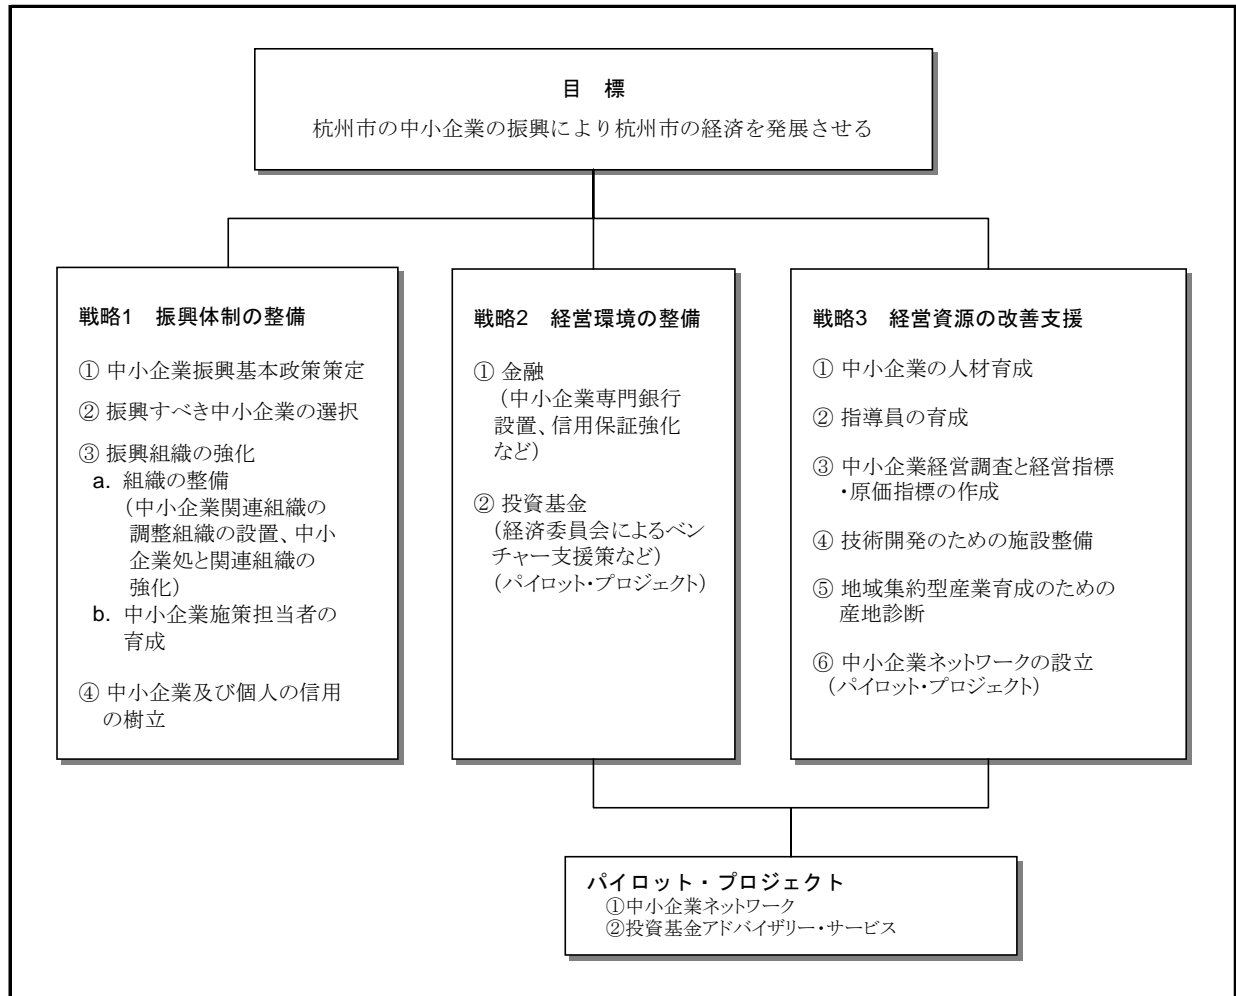 目 標
杭州市の中小企業の振興により杭州市の経済を発展させる
戦略1 振興体制の整備
① 中小企業振興基本政策策定
② 振興すべき中小企業の選択
③ 振興組織の強化
a. 組織の整備
(中小企業関連組織の
調整組織の設置、中小
企業処と関連組織の
強化)
b. 中小企業施策担当者の
育成
④ 中小企業及び個人の信用
の樹立
戦略2 経営環境の整備
① 金融
(中小企業専門銀行
設置、信用保証強化
など)
② 投資基金
(経済委員会によるベン
チャー支援策など)
(パイロット・プロジェクト)
戦略3 経営資源の改善支援
① 中小企業の人材育成
② 指導員の育成
③ 中小企業経営調査と経営指標
・原価指標の作成
④ 技術開発のための施設整備
⑤ 地域集約型産業育成のための
産地診断
⑥ 中小企業ネットワークの設立
(パイロット・プロジェクト)
パイロット・プロジェクト
①中小企業ネットワーク
②投資基金アドバイザリー・サービス